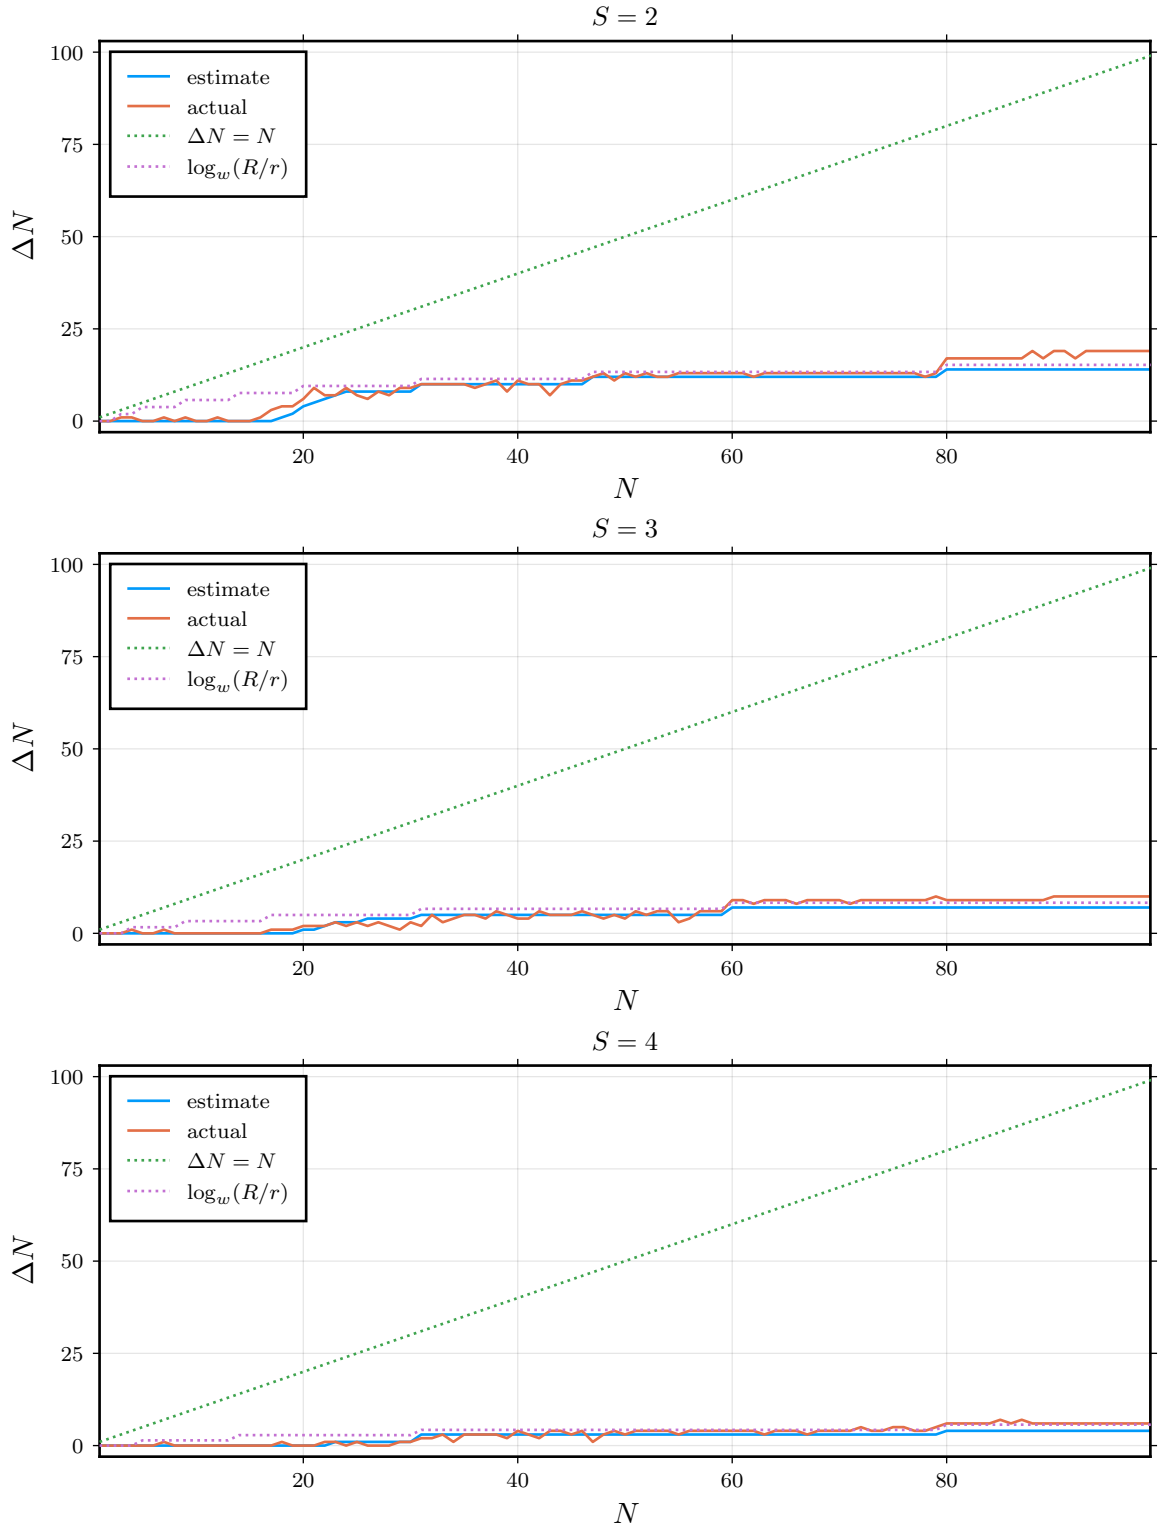 S = 2
100
75
50
25
0
ΔN
estimate
actual
ΔN = N
log_w(R/r)
20
40
60
80
N
S = 3
100
75
50
25
0
ΔN
estimate
actual
ΔN = N
log_w(R/r)
20
40
60
80
N
S = 4
100
75
50
25
0
ΔN
estimate
actual
ΔN = N
log_w(R/r)
20
40
60
80
N